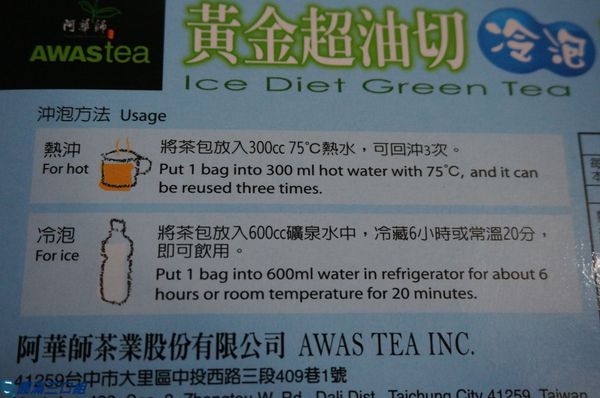 阿華師
AWAStea
黃金超油切 冷泡
Ice Diet Green Tea
沖泡方法 Usage
熱沖
For hot
將茶包放入300cc 75℃熱水，可回沖3次。
Put 1 bag into 300 ml hot water with 75℃, and it can
be reused three times.
冷泡
For ice
將茶包放入600cc礦泉水中，冷藏6小時或常溫20分，
即可飲用。
Put 1 bag into 600ml water in refrigerator for about 6
hours or room temperature for 20 minutes.
阿華師茶業股份有限公司 AWAS TEA INC.
41259台中市大里區中投西路三段409巷1號
Sec. 3, Zhongtou W. Rd., Dali Dist., Taichung City 41259, Taiwan
每
本